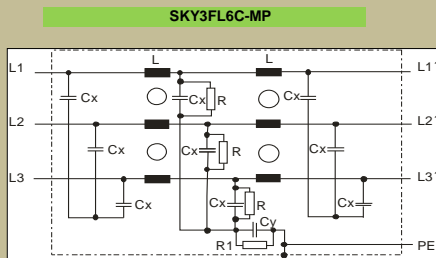 SKY3FL6C-MP
L L
L1 L1'
Cx Cx R Cx
L2 L2'
Cx Cx R Cx
L3 L3'
Cx Cx R Cx
Cy
R1 PE